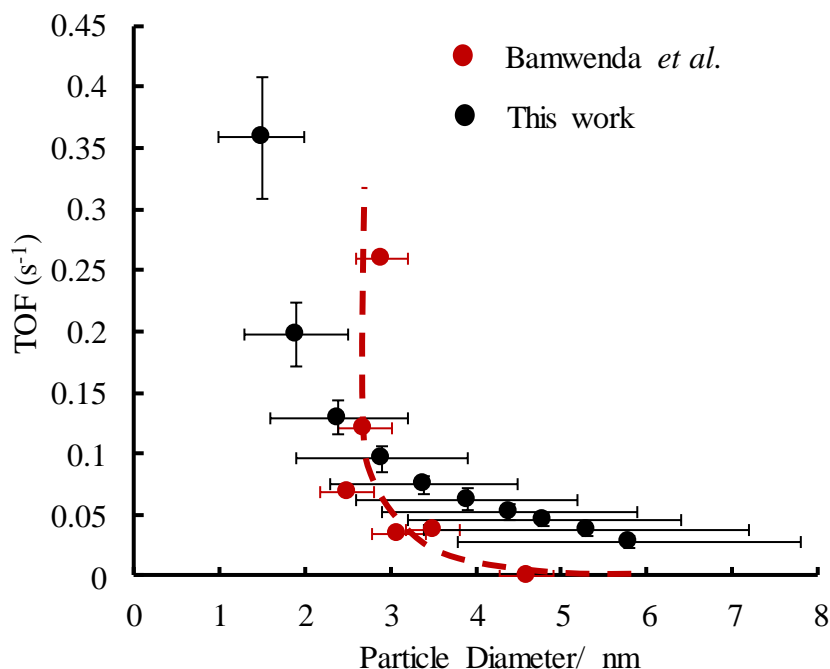 0.45
0.4
0.35
0.3
0.25
0.2
0.15
0.1
0.05
0
TOF (s-1)
Bamwenda et al.
This work
0 1 2 3 4 5 6 7 8
Particle Diameter/ nm